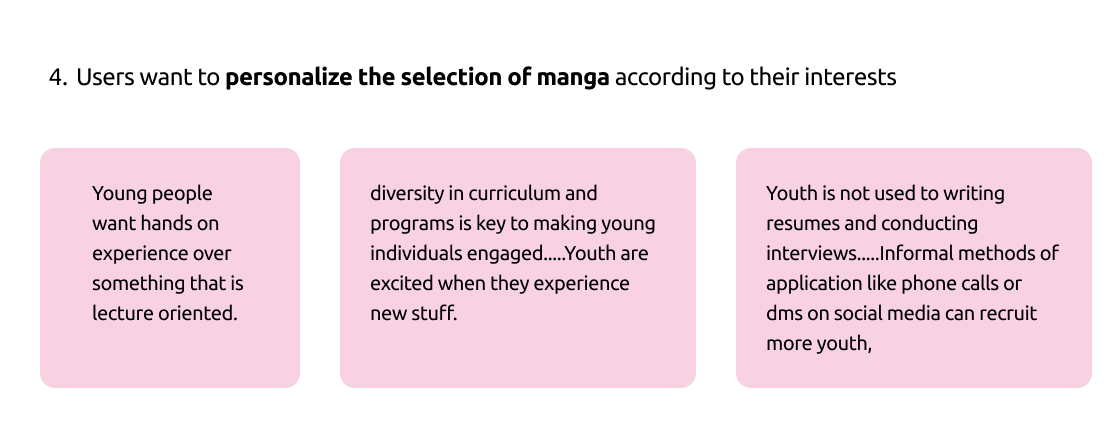 4. Users want to personalize the selection of manga according to their interests
Young people
want hands on
experience over
something that is
lecture oriented.
diversity in curriculum and
programs is key to making young
individuals engaged.....Youth are
excited when they experience
new stuff.
Youth is not used to writing
resumes and conducting
interviews.....Informal methods of
application like phone calls or
dms on social media can recruit
more youth,